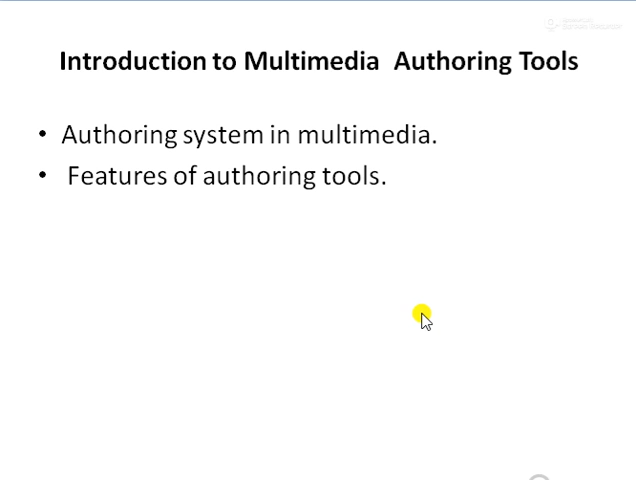 Introduction to Multimedia Authoring Tools
• Authoring system in multimedia.
• Features of authoring tools.